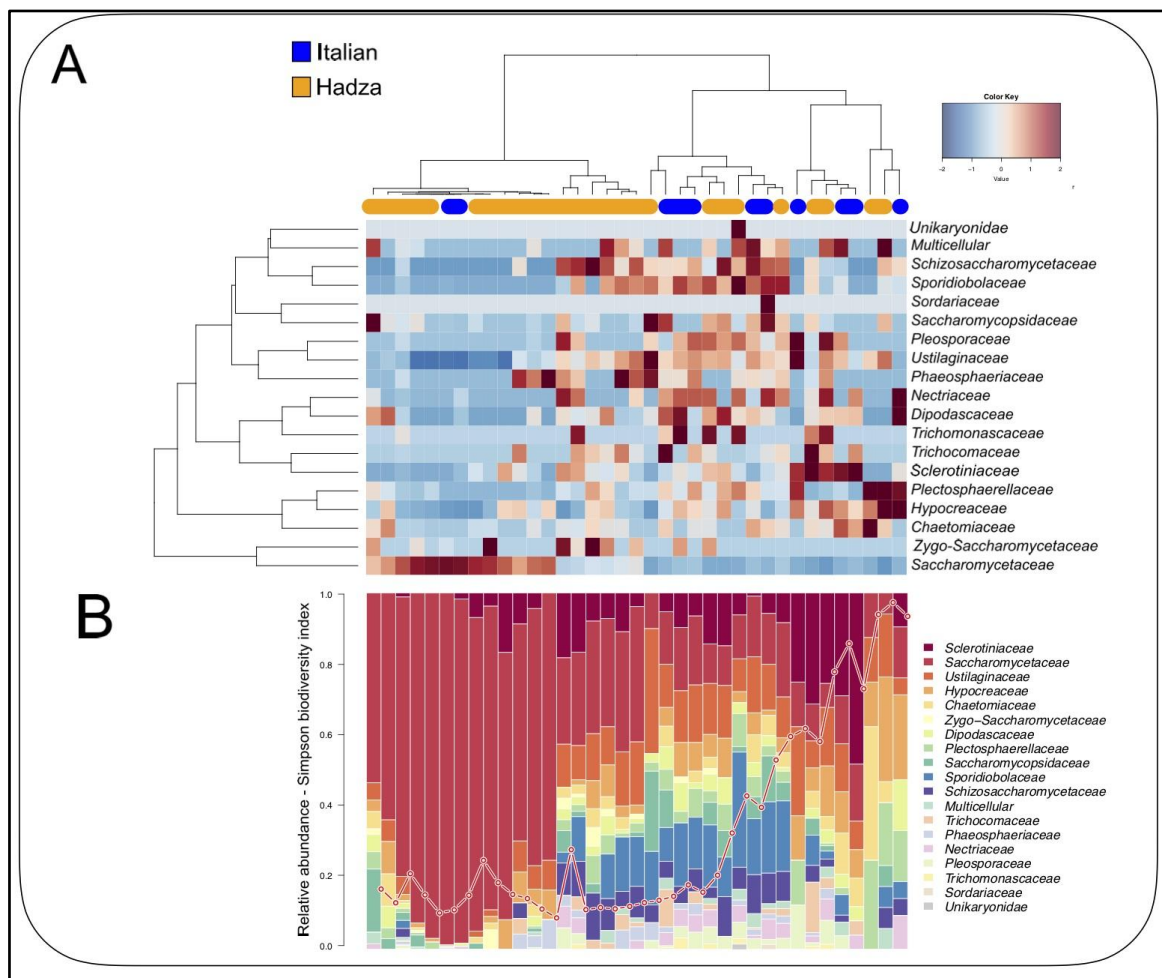 A
Italian
Hadza
Color Key
-2 -1 0 1 2
Value
r
Unikaryonidae
Multicellular
Schizosaccharomycetaceae
Sporidiobolaceae
Sordariaceae
Saccharomycopsidaceae
Pleosporaceae
Ustilaginaceae
Phaeosphaeriaceae
Nectriaceae
Dipodascaceae
Trichomonascaceae
Trichocomaceae
Sclerotiniaceae
Plectosphaerellaceae
Hypocreaceae
Chaetomiaceae
Zygo-Saccharomycetaceae
Saccharomycetaceae
B
Relative abundance - Simpson biodiversity index
1.0
0.8
0.6
0.4
0.2
0.0
Sclerotiniaceae
Saccharomycetaceae
Ustilaginaceae
Hypocreaceae
Chaetomiaceae
Zygo-Saccharomycetaceae
Dipodascaceae
Plectosphaerellaceae
Saccharomycopsidaceae
Sporidiobolaceae
Schizosaccharomycetaceae
Multicellular
Trichocomaceae
Phaeosphaeriaceae
Nectriaceae
Pleosporaceae
Trichomonascaceae
Sordariaceae
Unikaryonidae